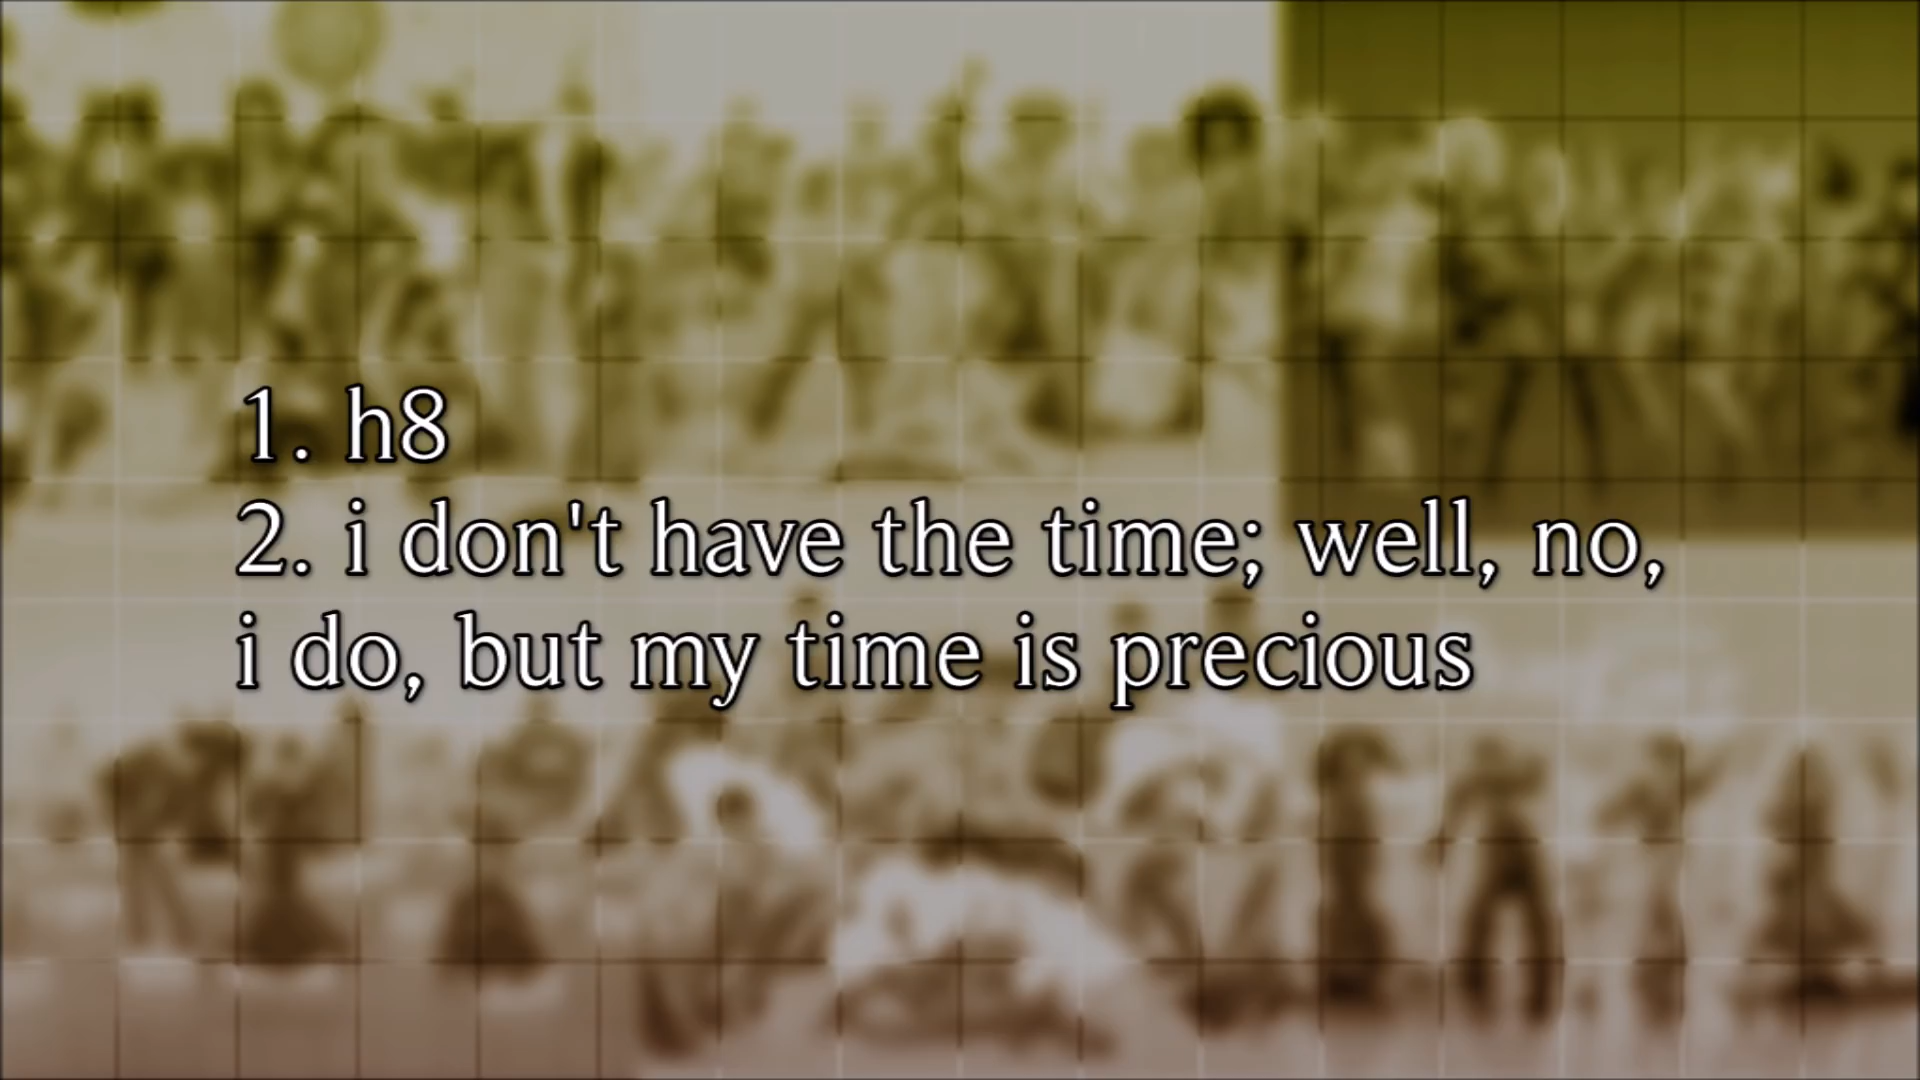 1. h8
2. i don't have the time; well, no,
i do, but my time is precious